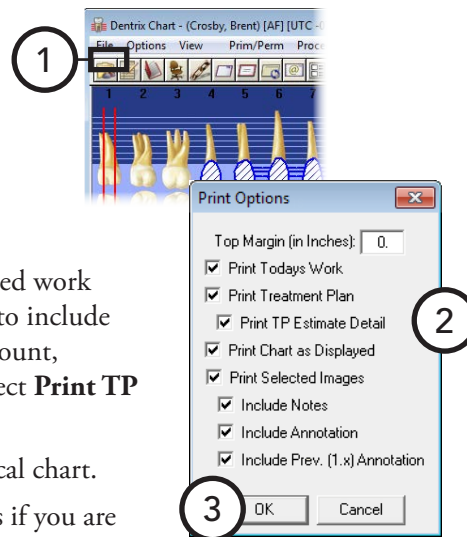 Dentrix Chart - (Crosby, Brent) [AF] [UTC -0
File Options View Prim/Perm Proce
1
1 2 3 4 5 6 7
Print Options
Top Margin (in Inches): 0.
Print Todays Work
Print Treatment Plan
Print TP Estimate Detail
Print Chart as Displayed
Print Selected Images
Include Notes
Include Annotation
Include Prev. (1.x) Annotation
OK Cancel
2
3
ed work
to include
ount,
ect Print TP
cal chart.
s if you are